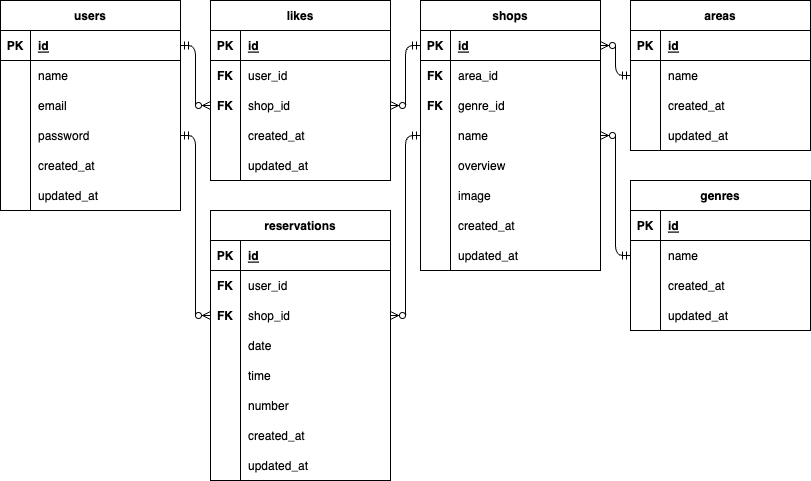 users
PK id
name
email
password
created_at
updated_at
likes
PK id
FK user_id
FK shop_id
created_at
updated_at
reservations
PK id
FK user_id
FK shop_id
date
time
number
created_at
updated_at
shops
PK id
FK area_id
FK genre_id
name
overview
image
created_at
updated_at
areas
PK id
name
created_at
updated_at
genres
PK id
name
created_at
updated_at